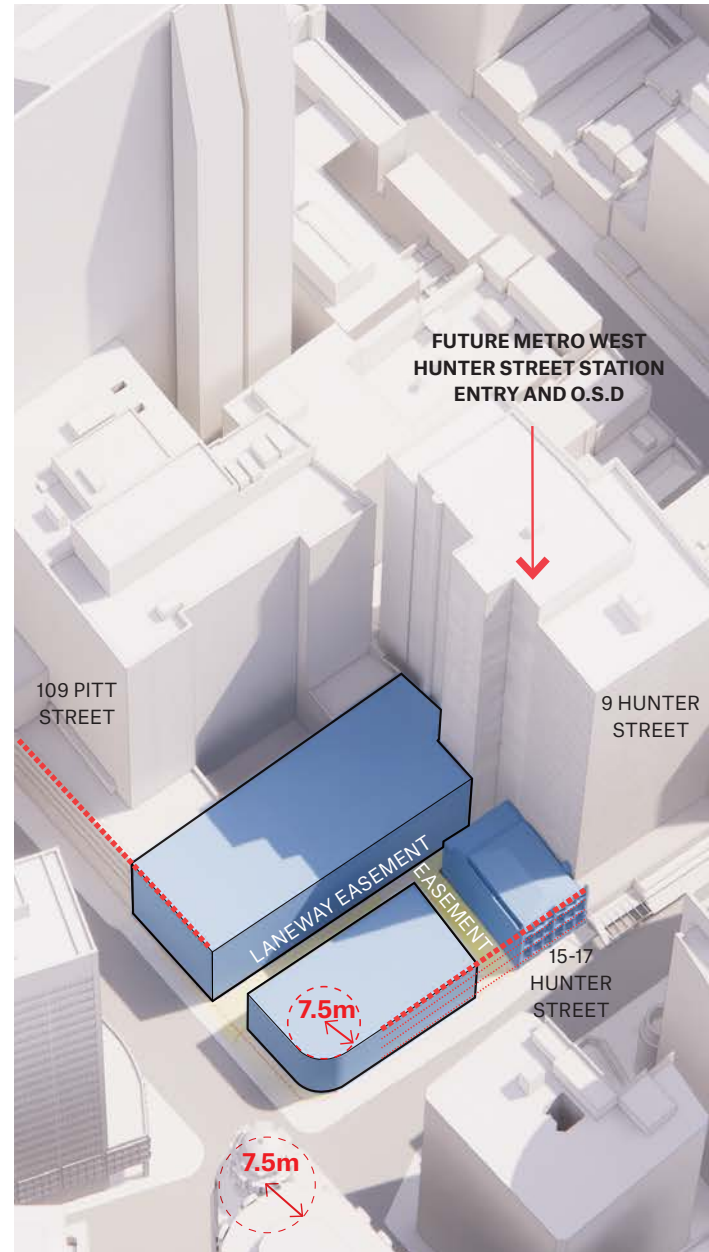 FUTURE METRO WEST
HUNTER STREET STATION
ENTRY AND O.S.D
109 PITT
STREET
9 HUNTER
STREET
LANEWAY EASEMENT
EASEMENT
15-17
HUNTER
STREET
7.5m
7.5m